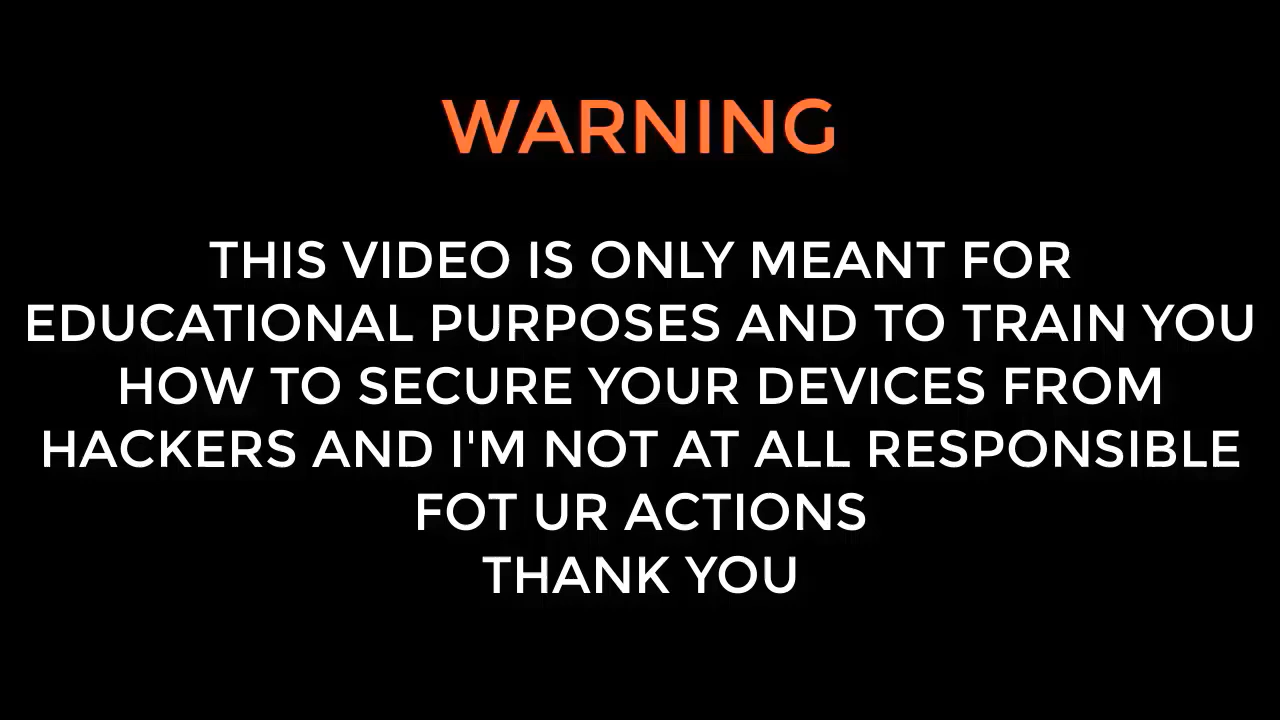 WARNING
THIS VIDEO IS ONLY MEANT FOR
EDUCATIONAL PURPOSES AND TO TRAIN YOU
HOW TO SECURE YOUR DEVICES FROM
HACKERS AND I'M NOT AT ALL RESPONSIBLE
FOT UR ACTIONS
THANK YOU